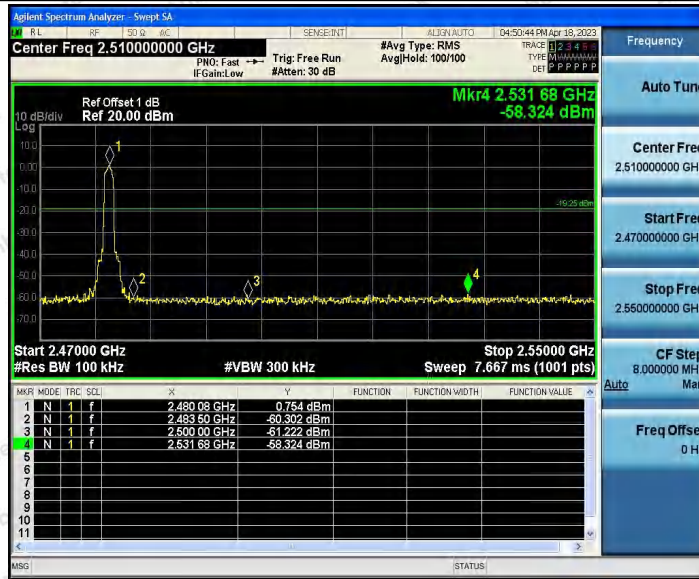 Agilent Spectrum Analyzer - Swept SA
RL RF 50 Ω AC SENSE:INT ALIGN AUTO 04:50:44 PM Apr 18, 2023
Center Freq 2.510000000 GHz
#Avg Type: RMS
TRACE 1 2 3 4 5 6
PNO: Fast
Trig: Free Run
Avg|Hold: 100/100
TYPE M
IFGain:Low
#Atten: 30 dB
DET P P P P P P
Mkr4 2.531 68 GHz
-58.324 dBm
Ref Offset 1 dB
10 dB/div Ref 20.00 dBm
Log
10.0
0.00
-10.0
-20.0
-30.0
-40.0
-50.0
-60.0
-70.0
1
2
3
4
-19.25 dBm
Start 2.47000 GHz Stop 2.55000 GHz
#Res BW 100 kHz #VBW 300 kHz Sweep 7.667 ms (1001 pts)
MKR MODE TRC SCL X Y FUNCTION FUNCTION WIDTH FUNCTION VALUE
1 N 1 f 2.480 08 GHz 0.754 dBm
2 N 1 f 2.483 50 GHz -60.302 dBm
3 N 1 f 2.500 00 GHz -61.222 dBm
4 N 1 f 2.531 68 GHz -58.324 dBm
5
6
7
8
9
10
11
MSG STATUS
Frequency
Auto Tun
Center Fre
2.510000000 GH
Start Fre
2.470000000 GH
Stop Fre
2.550000000 GH
CF Step
8.000000 MH
Auto Ma
Freq Offse
0 H